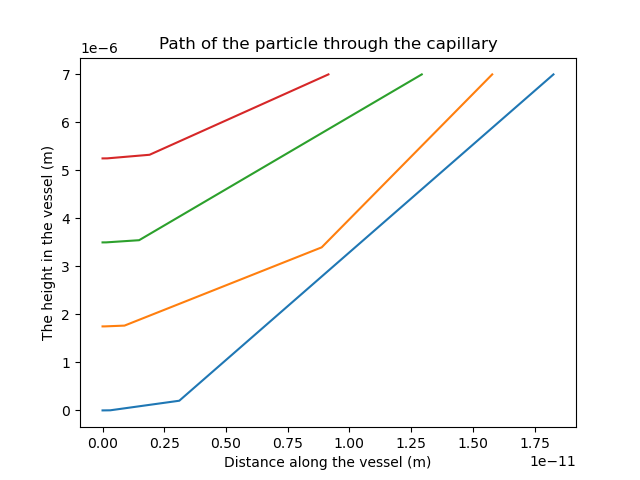 Path of the particle through the capillary
1e−6
7
6
5
4
3
2
1
0
The height in the vessel (m)
0.00 0.25 0.50 0.75 1.00 1.25 1.50 1.75
Distance along the vessel (m)
1e−11